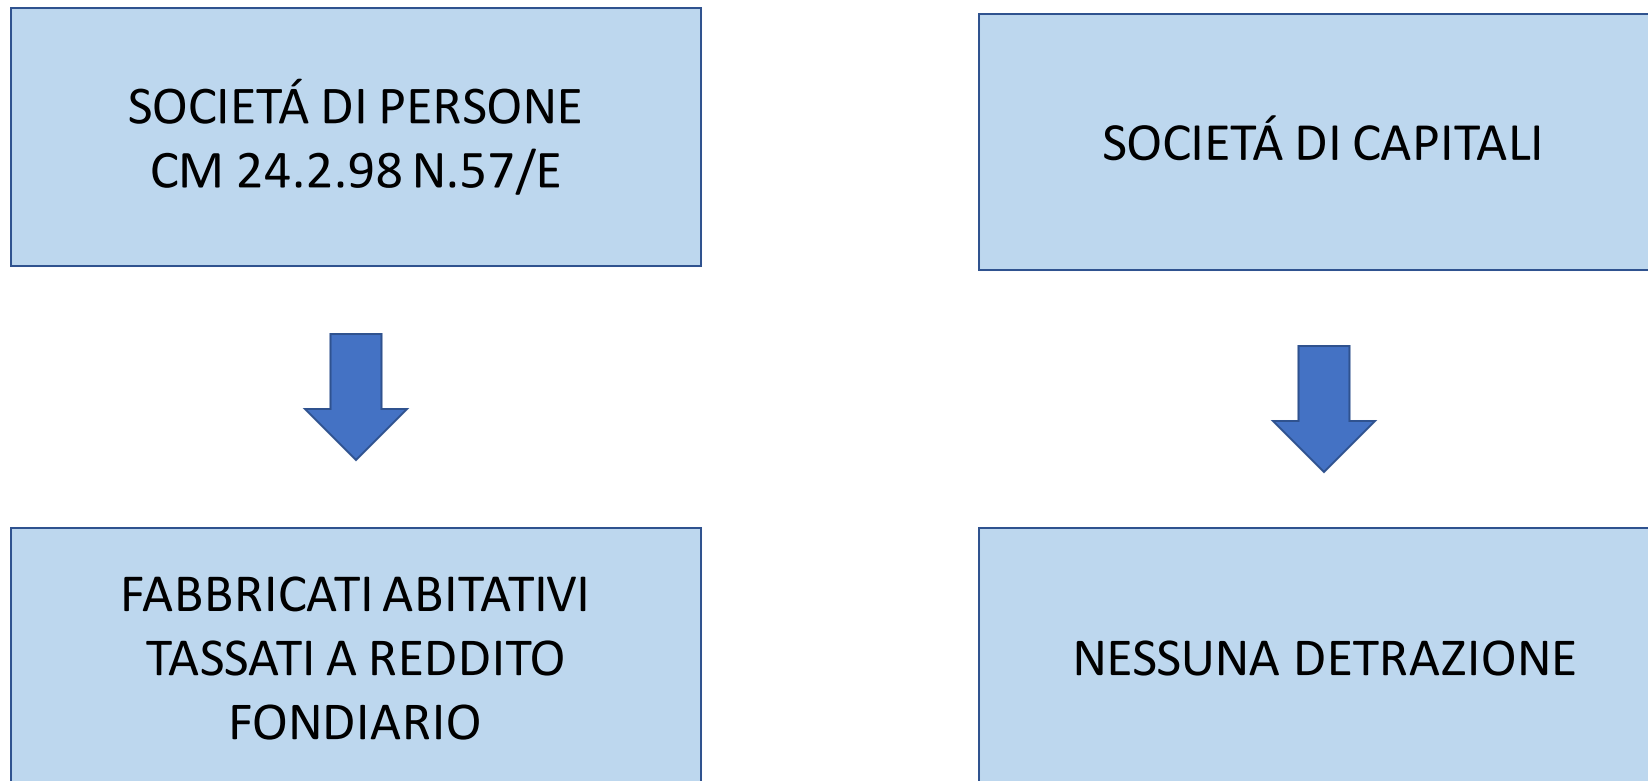 SOCIETÁ DI PERSONE
CM 24.2.98 N.57/E
SOCIETÁ DI CAPITALI
FABBRICATI ABITATIVI
TASSATI A REDDITO
FONDIARIO
NESSUNA DETRAZIONE